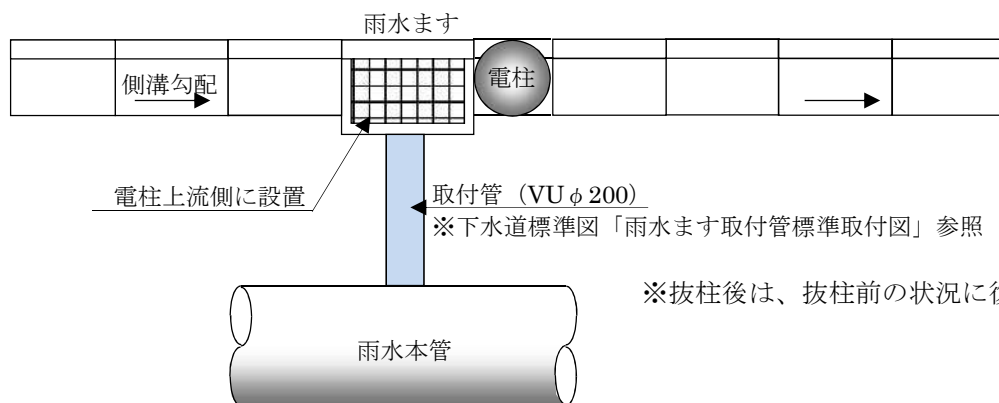 雨水ます
電柱
側溝勾配
電柱上流側に設置
取付管（VUφ200）
※下水道標準図「雨水ます取付管標準取付図」参照
※抜柱後は、抜柱前の状況に
雨水本管